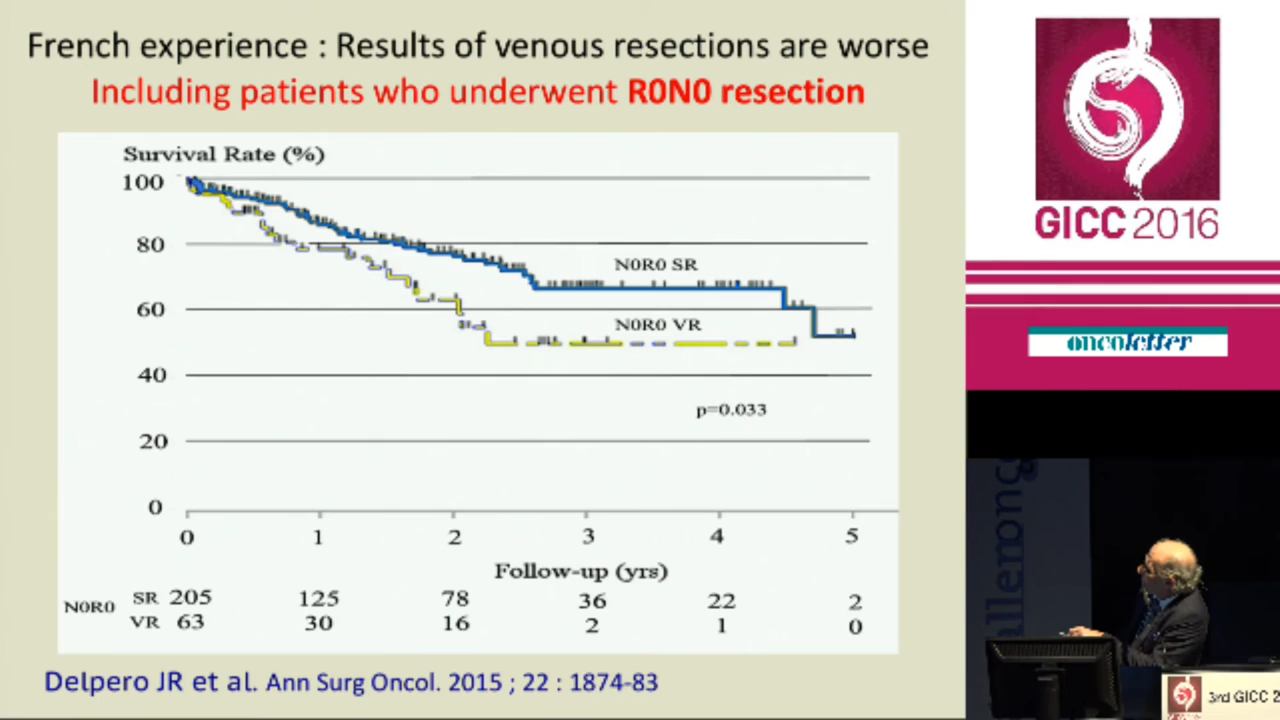 French experience : Results of venous resections are worse
Including patients who underwent R0N0 resection
Survival Rate (%)
100
80
60
40
20
0
N0R0 SR
N0R0 VR
p=0.033
0 1 2 3 4 5
Follow-up (yrs)
N0R0
SR 205 125 78 36 22 2
VR 63 30 16 2 1 0
Delpero JR et al. Ann Surg Oncol. 2015 ; 22 : 1874-83
GICC 2016
oncoletter
allemong
3rd GICC 2